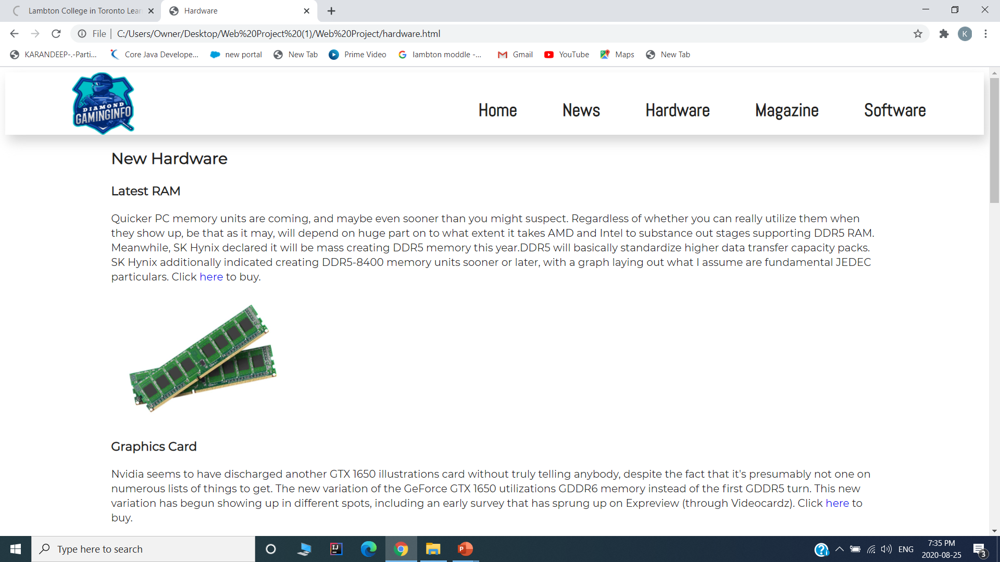 Lambton College in Toronto Lear
Hardware
File
C:/Users/Owner/Desktop/Web%20Project%20(1)/Web%20Project/hardware.html
K
KARANDEEP-.-Parti...
Core Java Develope...
new portal
New Tab
Prime Video
lambton moddle -...
Gmail
YouTube
Maps
New Tab
DIAMOND
GAMINGINFO
Home
News
Hardware
Magazine
Software
New Hardware
Latest RAM
Quicker PC memory units are coming, and maybe even sooner than you might suspect. Regardless of whether you can really utilize them when
they show up, be that as it may, will depend on huge part on to what extent it takes AMD and Intel to substance out stages supporting DDR5 RAM.
Meanwhile, SK Hynix declared it will be mass creating DDR5 memory this year.DDR5 will basically standardize higher data transfer capacity packs.
SK Hynix additionally indicated creating DDR5-8400 memory units sooner or later, with a graph laying out what I assume are fundamental JEDEC
particulars. Click here to buy.
Graphics Card
Nvidia seems to have discharged another GTX 1650 illustrations card without truly telling anybody, despite the fact that it's presumably not one on
numerous lists of things to get. The new variation of the GeForce GTX 1650 utilizations GDDR6 memory instead of the first GDDR5 turn. This new
variation has begun showing up in different spots, including an early survey that has sprung up on Expreview (through Videocardz). Click here to
buy.
Type here to search
IJ
P
ENG
7:35 PM
2020-08-25
3